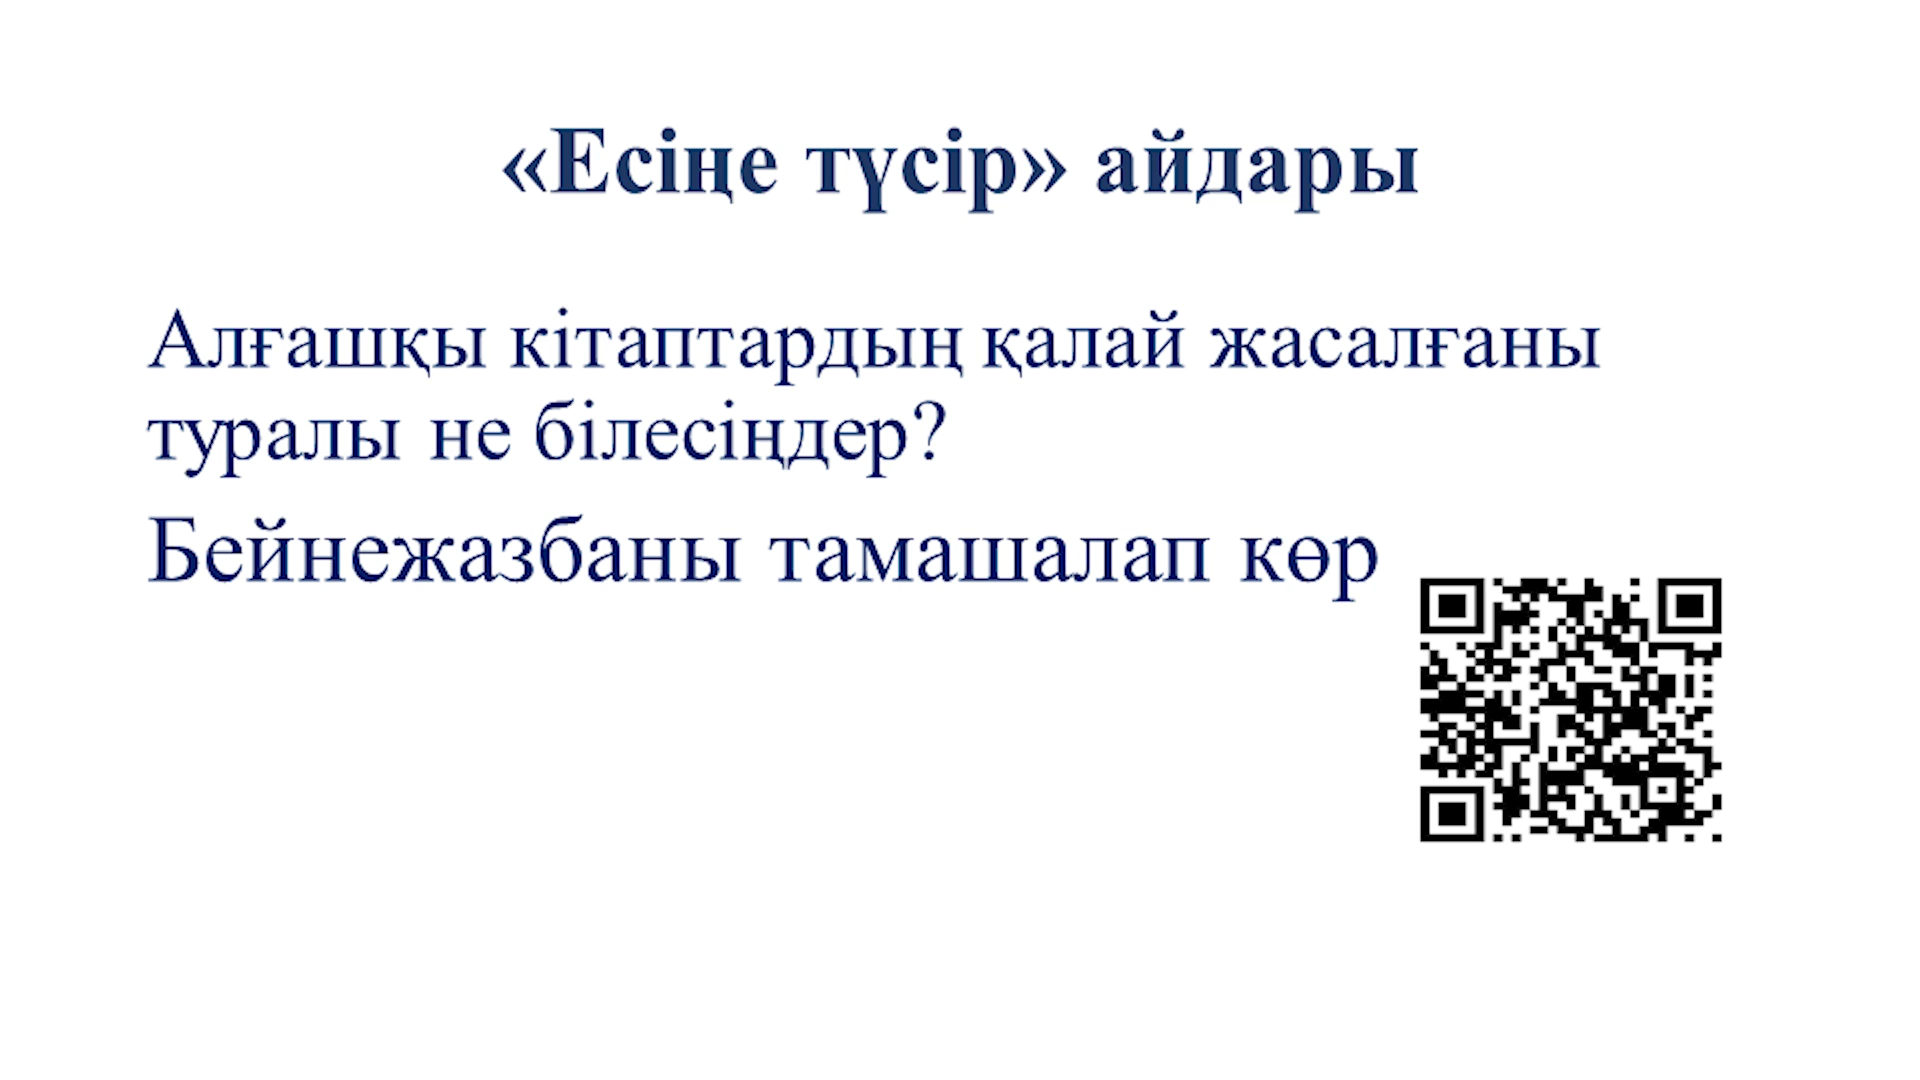 «Есіңе түсір» айдары
Алғашқы кітаптардың қалай жасалғаны
туралы не білесіңдер?
Бейнежазбаны тамашалап көр